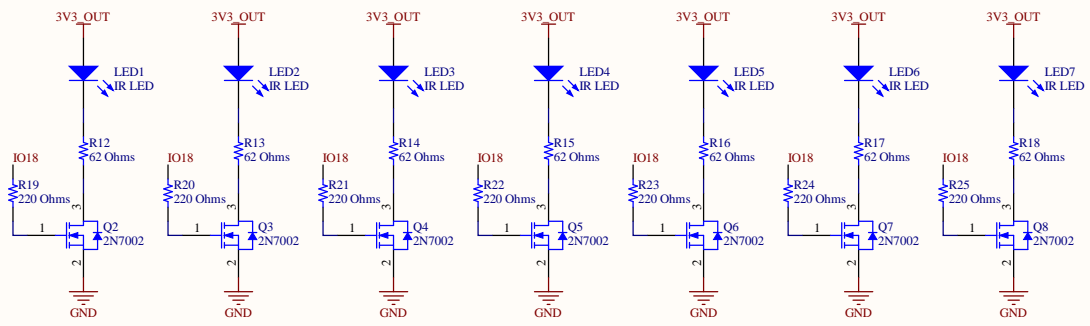 3V3_OUT 3V3_OUT 3V3_OUT 3V3_OUT 3V3_OUT 3V3_OUT 3V3_OUT
LED1 LED2 LED3 LED4 LED5 LED6 LED7
IR LED IR LED IR LED IR LED IR LED IR LED IR LED
R12 R13 R14 R15 R16 R17 R18
62 Ohms 62 Ohms 62 Ohms 62 Ohms 62 Ohms 62 Ohms 62 Ohms
IO18 IO18 IO18 IO18 IO18 IO18 IO18
R19 R20 R21 R22 R23 R24 R25
220 Ohms 220 Ohms 220 Ohms 220 Ohms 220 Ohms 220 Ohms 220 Ohms
3 3 3 3 3 3 3
1 Q2 1 Q3 1 Q4 1 Q5 1 Q6 1 Q7 1 Q8
2N7002 2N7002 2N7002 2N7002 2N7002 2N7002 2N7002
2 2 2 2 2 2 2
GND GND GND GND GND GND GND